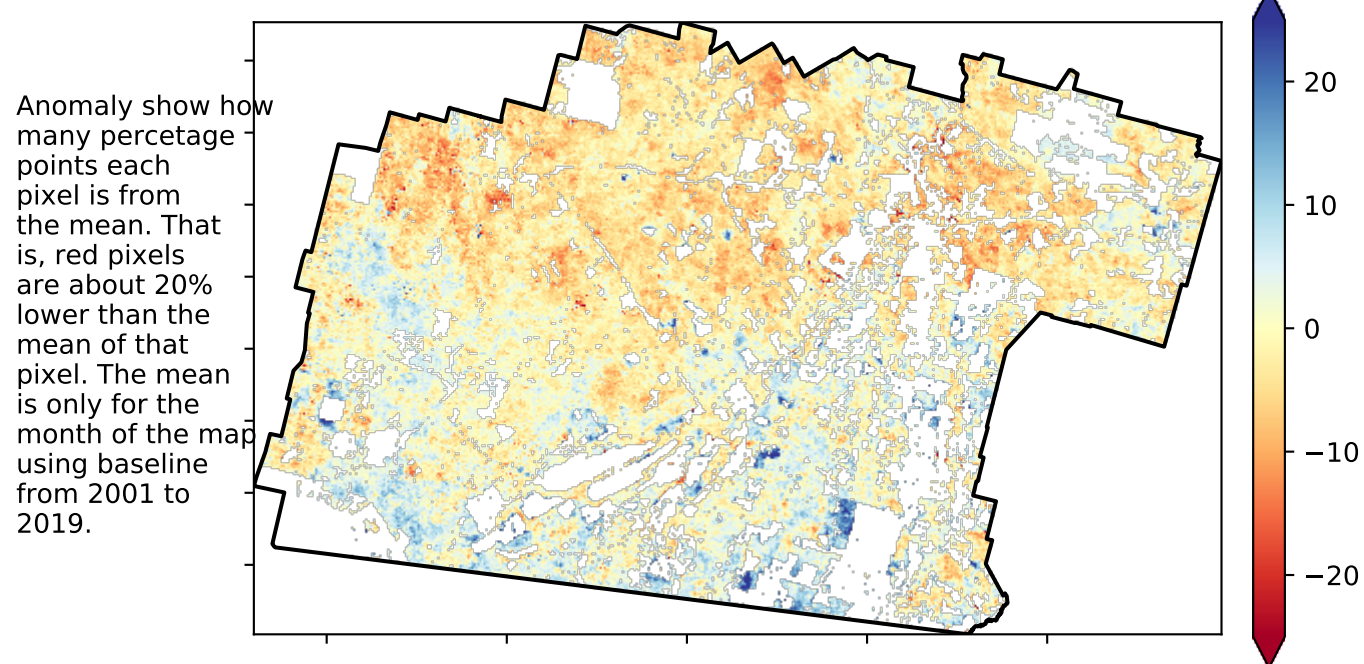 Anomaly show how
many percetage
points each
pixel is from
the mean. That
is, red pixels
are about 20%
lower than the
mean of that
pixel. The mean
is only for the
month of the map
using baseline
from 2001 to
2019.
20
10
0
−10
−20